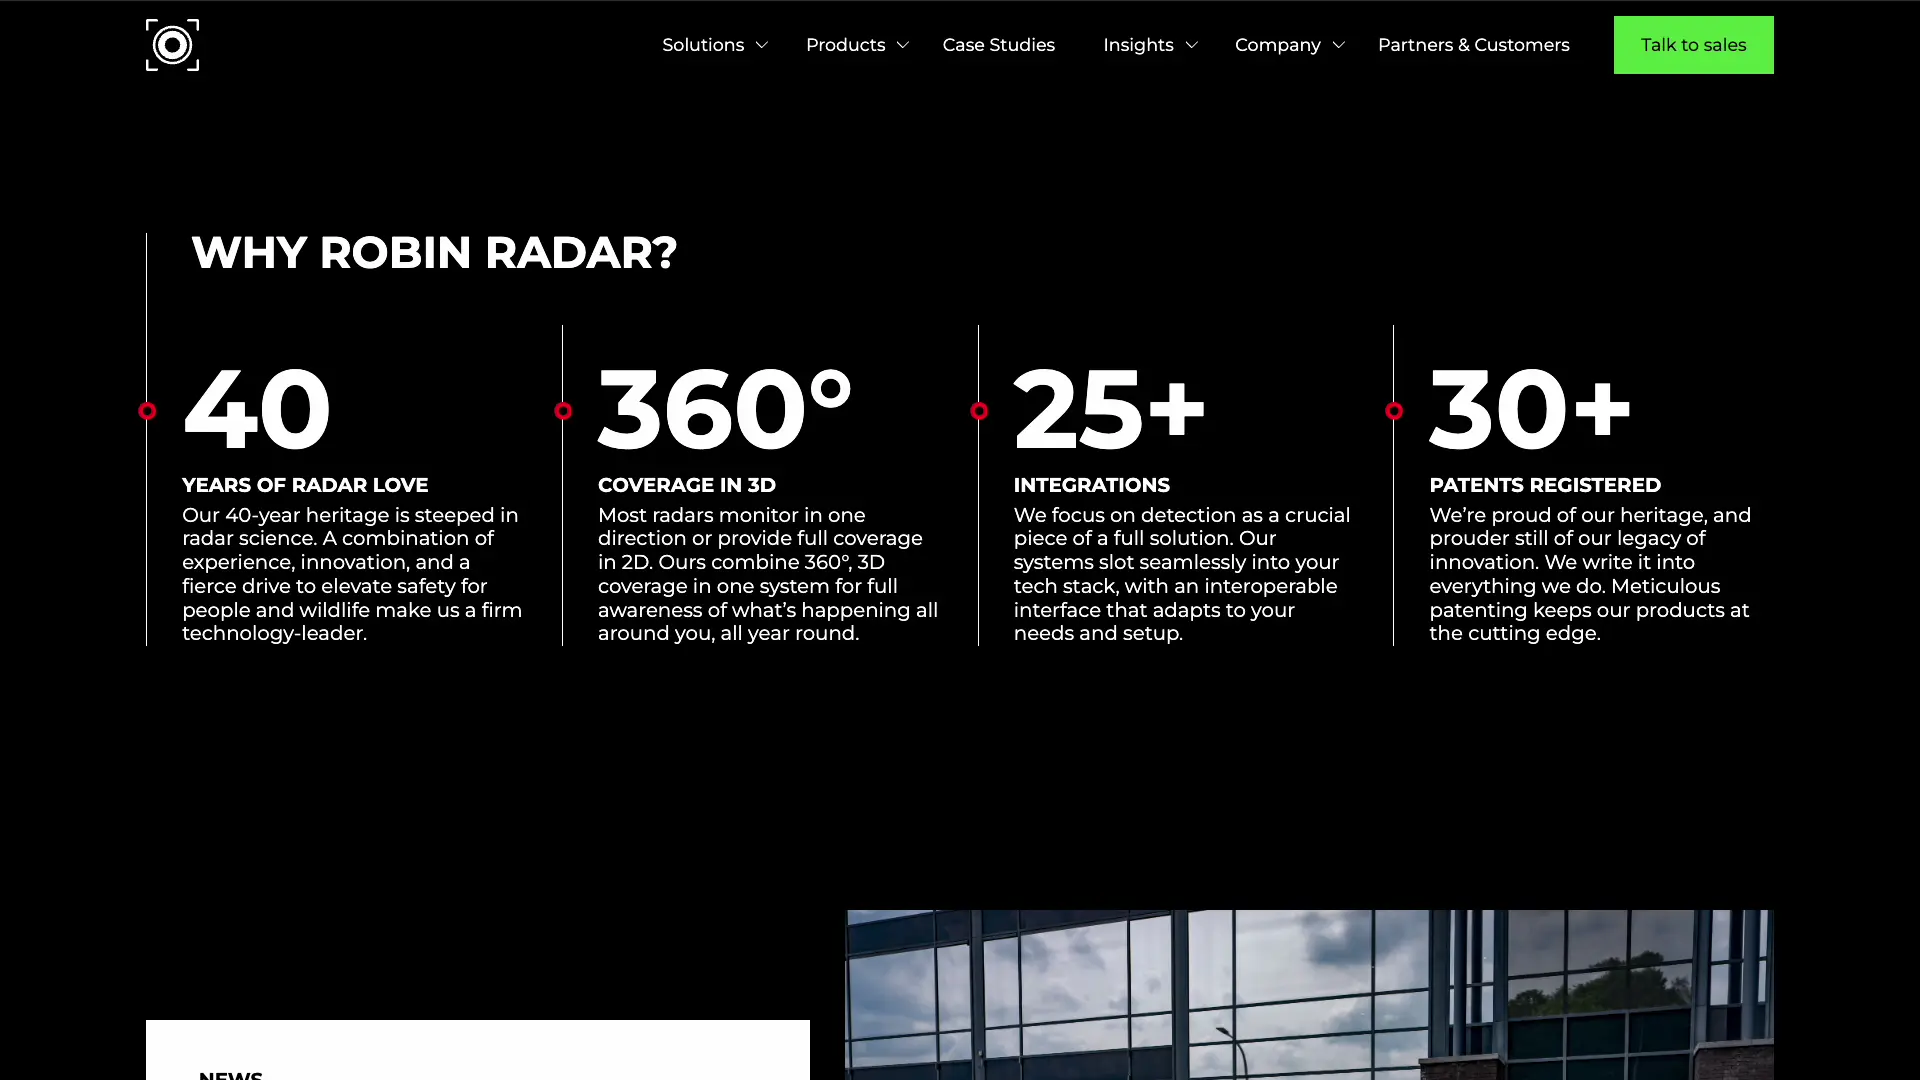 Solutions
Products
Case Studies
Insights
Company
Partners & Customers
Talk to sales
WHY ROBIN RADAR?
40
YEARS OF RADAR LOVE
Our 40-year heritage is steeped in
radar science. A combination of
experience, innovation, and a
fierce drive to elevate safety for
people and wildlife make us a firm
technology-leader.
360°
COVERAGE IN 3D
Most radars monitor in one
direction or provide full coverage
in 2D. Ours combine 360°, 3D
coverage in one system for full
awareness of what’s happening all
around you, all year round.
25+
INTEGRATIONS
We focus on detection as a crucial
piece of a full solution. Our
systems slot seamlessly into your
tech stack, with an interoperable
interface that adapts to your
needs and setup.
30+
PATENTS REGISTERED
We’re proud of our heritage, and
prouder still of our legacy of
innovation. We write it into
everything we do. Meticulous
patenting keeps our products at
the cutting edge.
NEWS